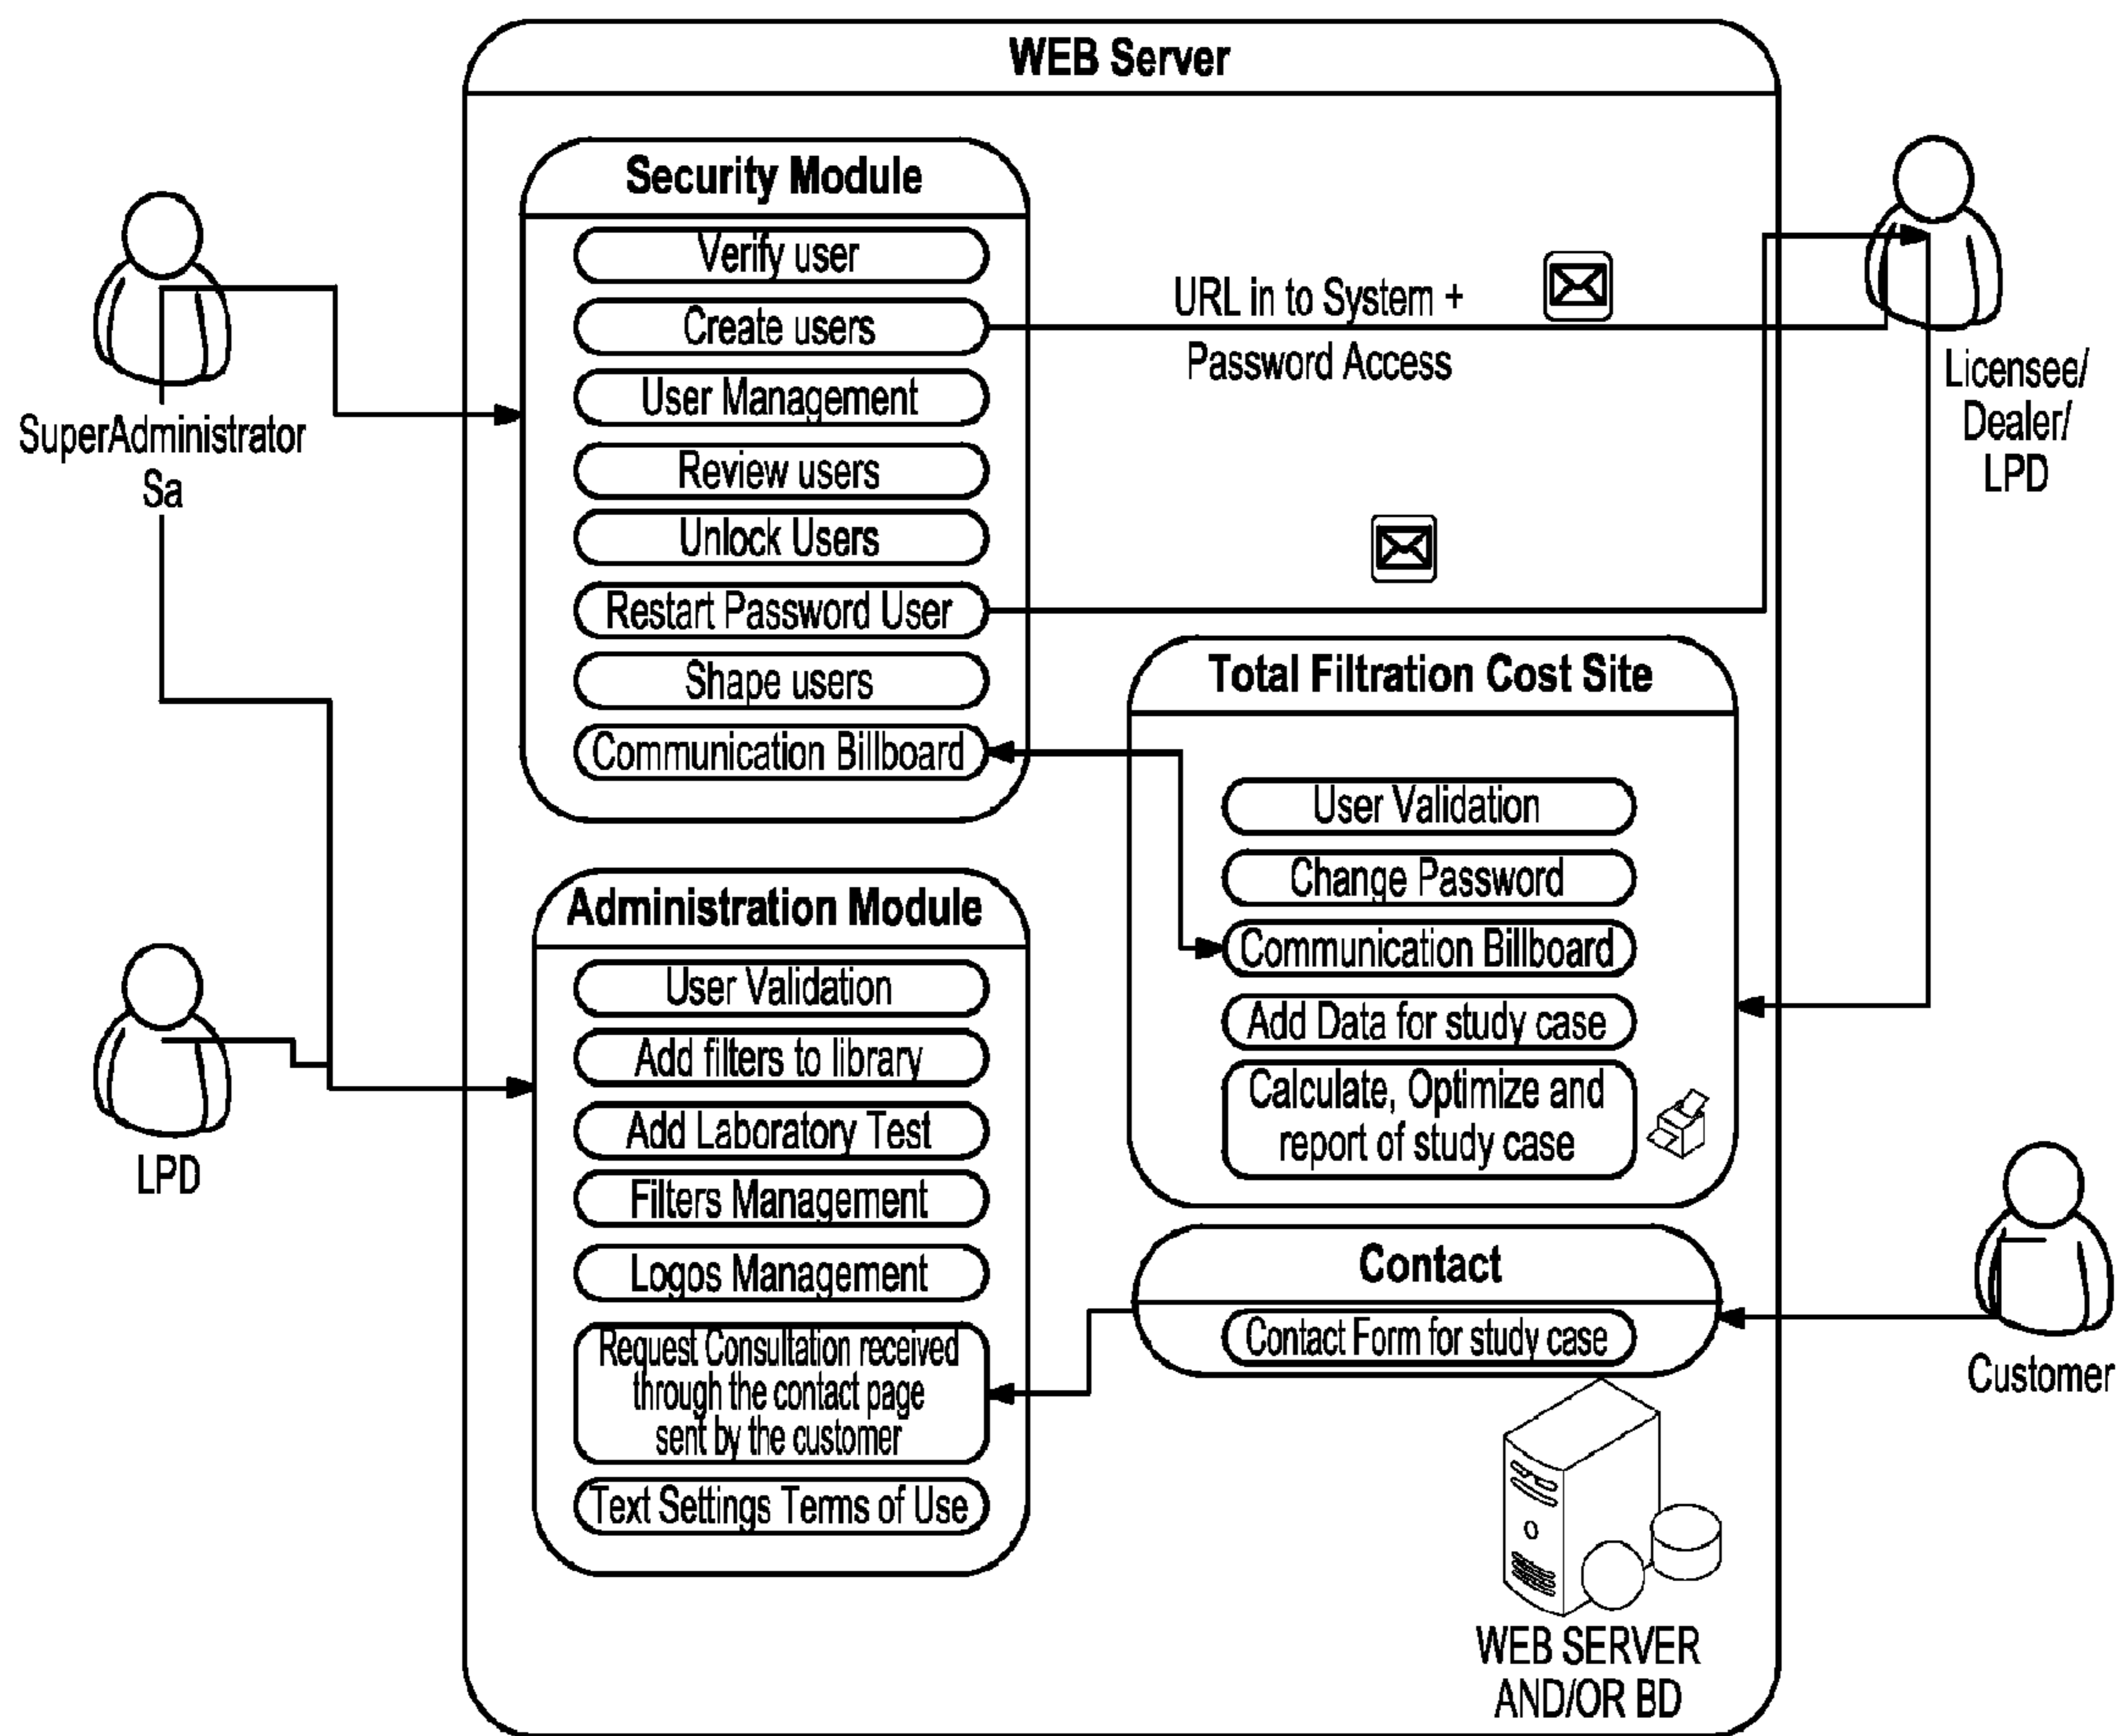 WEB Server
Security Module
Verify user
Create users
User Management
Review users
Unlock Users
Restart Password User
Shape users
Communication Billboard
URL in to System +
Password Access
SuperAdministrator
Sa
Licensee/
Dealer/
LPD
Total Filtration Cost Site
User Validation
Change Password
Communication Billboard
Add Data for study case
Calculate, Optimize and
report of study case
Administration Module
User Validation
Add filters to library
Add Laboratory Test
Filters Management
Logos Management
Request Consultation received
through the contact page
sent by the customer
Text Settings Terms of Use
LPD
Contact
Contact Form for study case
Customer
WEB SERVER
AND/OR BD